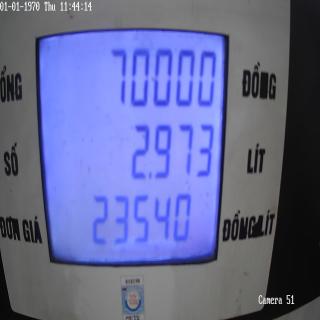 01-01-1970 Thu 11:44:14
ỔNG 70000 ĐỒNG
SỐ 2.973 LÍT
ĐƠN GIÁ 23540 ĐỒNG/LÍT
Camera 51